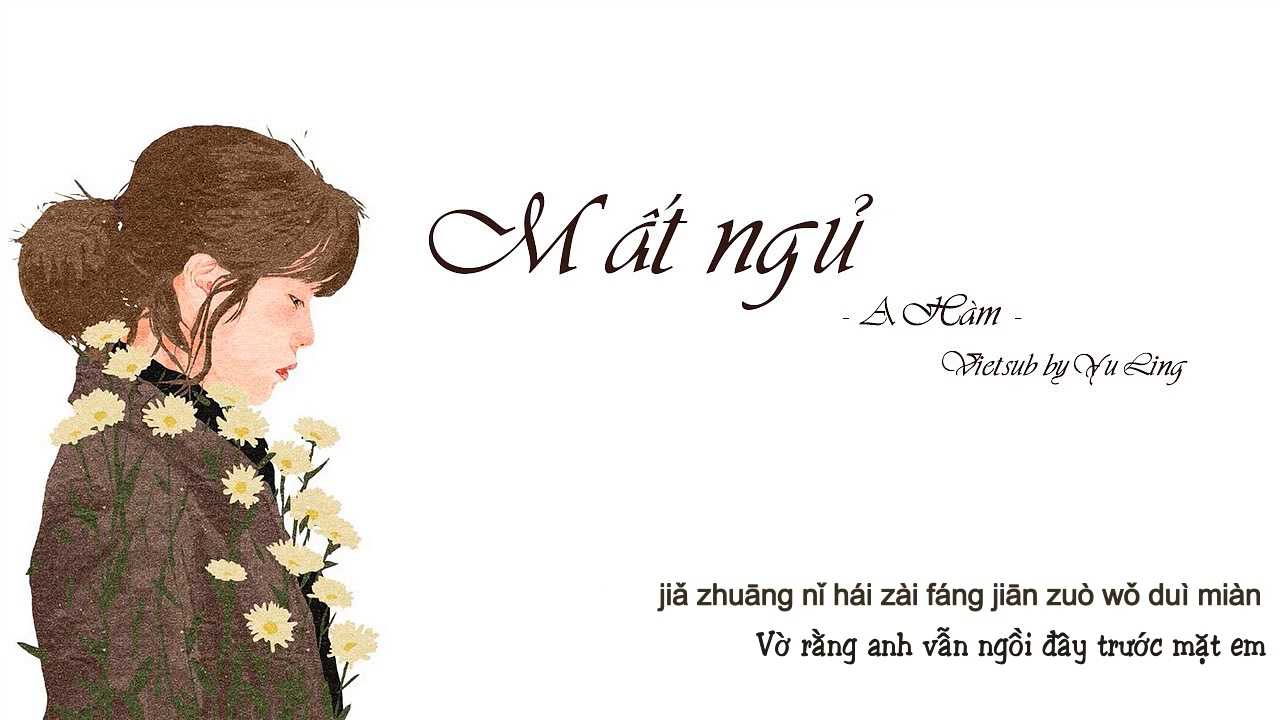 Mất ngủ
- A Hàm -
Vietsub by Yu Ling
jiǎ zhuāng nǐ hái zài fáng jiān zuò wǒ duì miàn
Vờ rằng anh vẫn ngồi đây trước mặt em